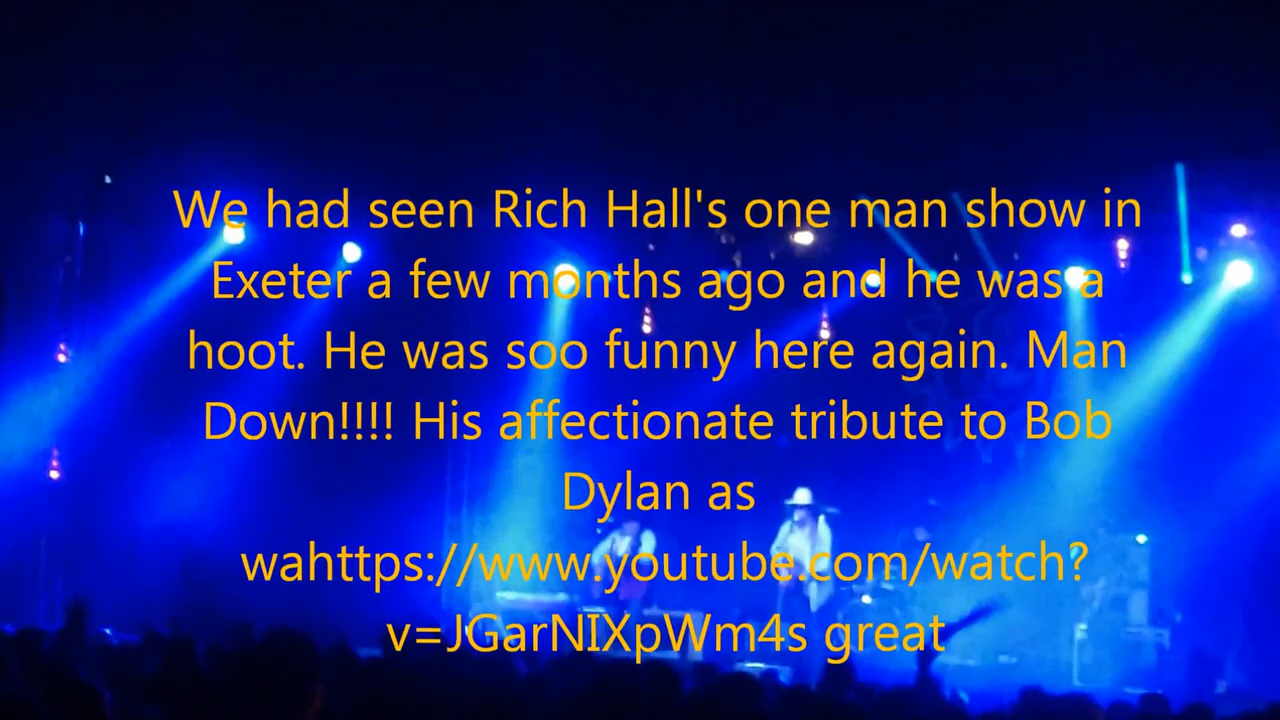 We had seen Rich Hall's one man show in
Exeter a few months ago and he was a
hoot. He was soo funny here again. Man
Down!!!! His affectionate tribute to Bob
Dylan as
wahttps://www.youtube.com/watch?
v=JGarNIXpWm4s great